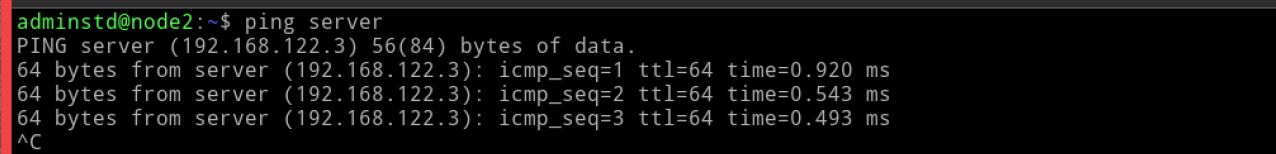 adminstd@node2:~$ ping server
PING server (192.168.122.3) 56(84) bytes of data.
64 bytes from server (192.168.122.3): icmp_seq=1 ttl=64 time=0.920 ms
64 bytes from server (192.168.122.3): icmp_seq=2 ttl=64 time=0.543 ms
64 bytes from server (192.168.122.3): icmp_seq=3 ttl=64 time=0.493 ms
^C